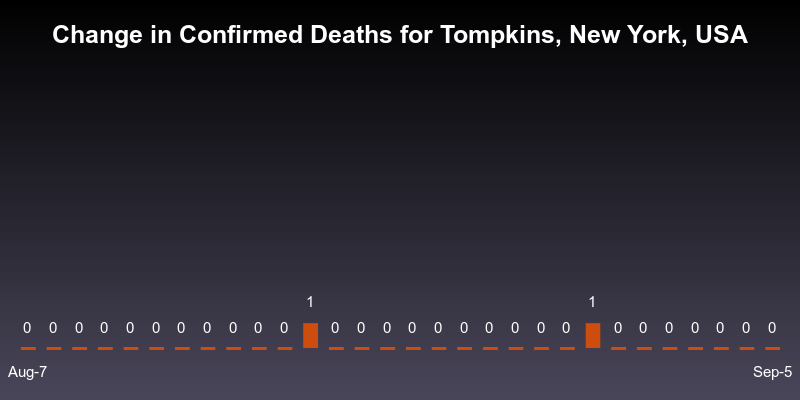 Change in Confirmed Deaths for Tompkins, New York, USA
1 1
0 0 0 0 0 0 0 0 0 0 0 0 0 0 0 0 0 0 0 0 0 0 0 0 0 0 0 0
Aug-7 Sep-5